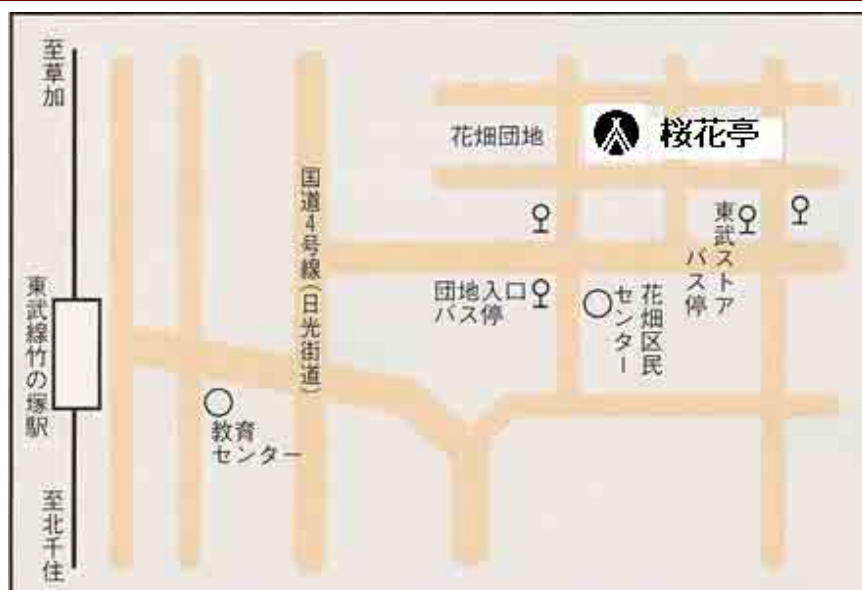 至草加
東武線竹の塚駅
至北千住
国道4号線(日光街道)
教育
センター
花畑団地
桜花亭
団地入口
バス停
花畑区民
センター
東武ストア
バス停